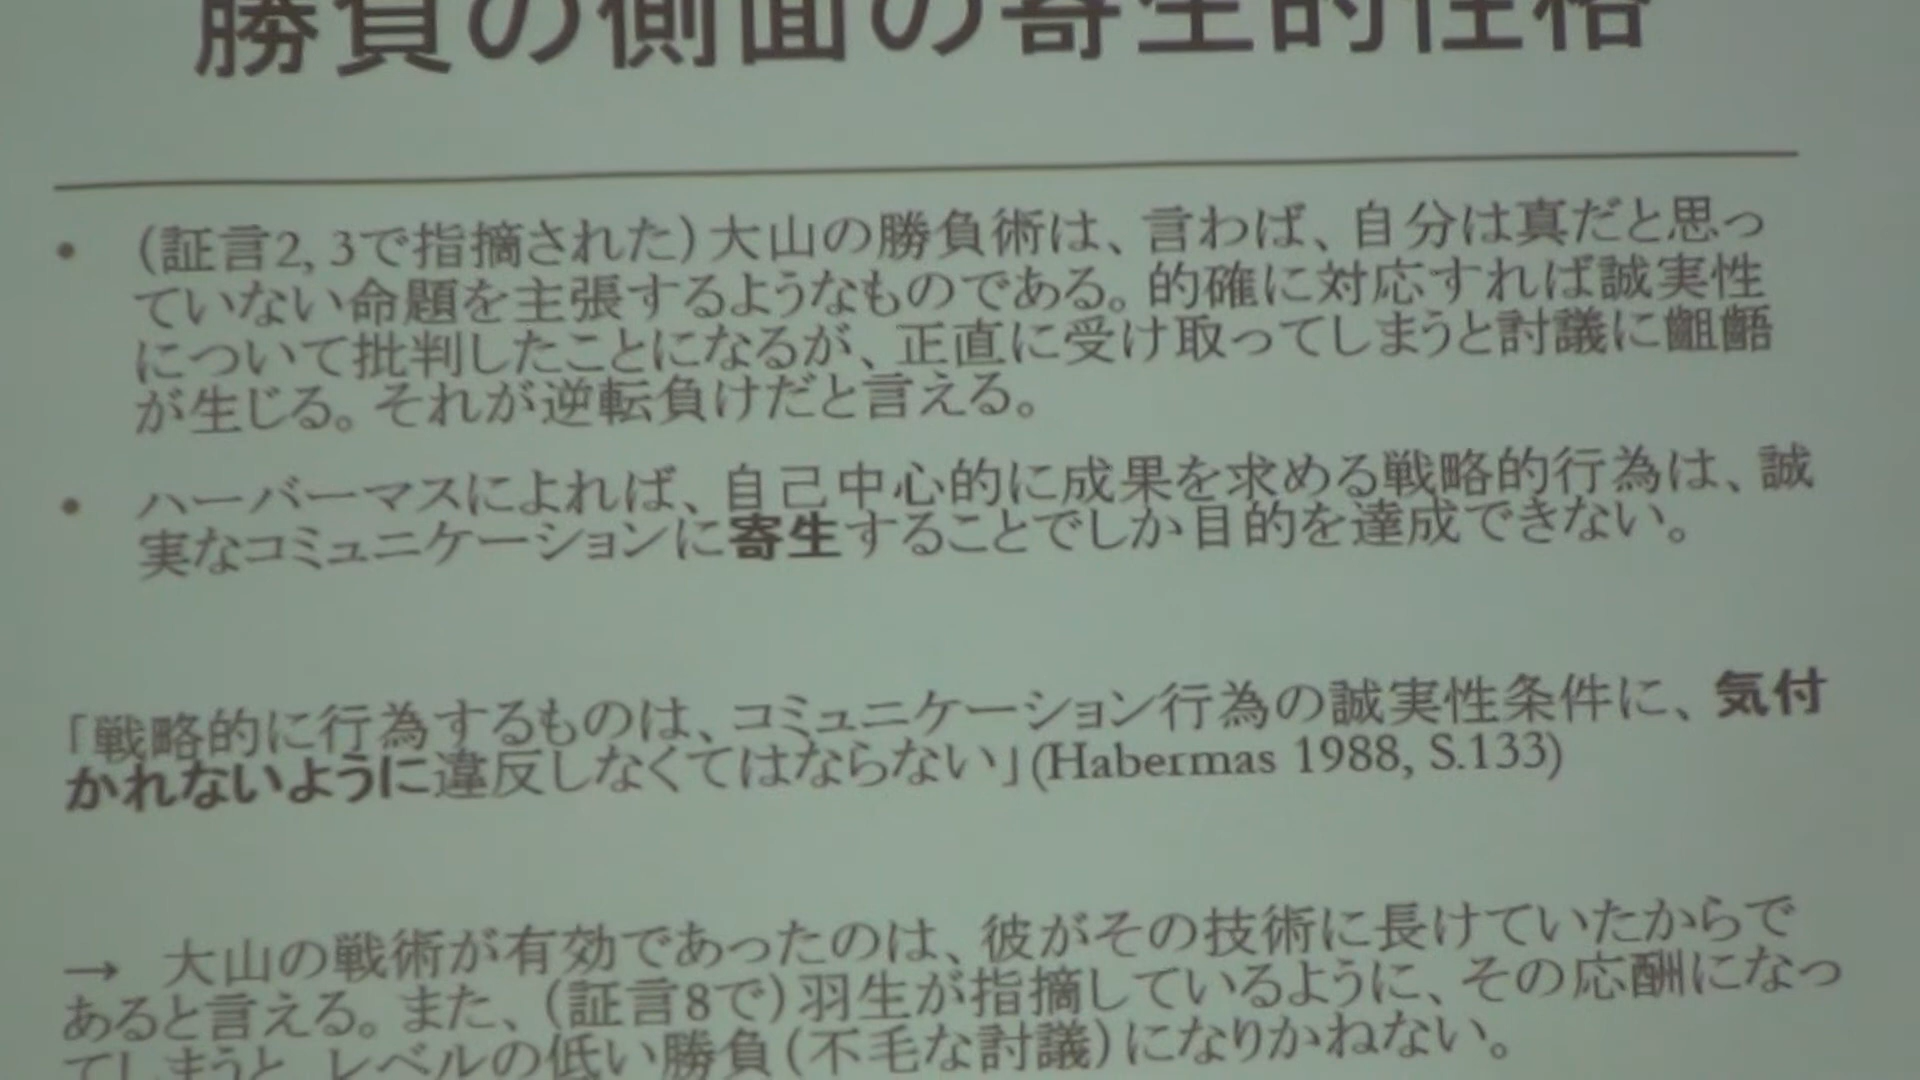 勝負の側面の寄生的性格
• （証言2, 3で指摘された）大山の勝負術は、言わば、自分は真だと思っ
ていない命題を主張するようなものである。的確に対応すれば誠実性
について批判したことになるが、正直に受け取ってしまうと討議に齟齬
が生じる。それが逆転負けだと言える。
• ハーバーマスによれば、自己中心的に成果を求める戦略的行為は、誠
実なコミュニケーションに寄生することでしか目的を達成できない。
「戦略的に行為するものは、コミュニケーション行為の誠実性条件に、気付
かれないように違反しなくてはならない」(Habermas 1988, S.133)
→ 大山の戦術が有効であったのは、彼がその技術に長けていたからで
あると言える。また、（証言8で）羽生が指摘しているように、その応酬になっ
てしまうと、レベルの低い勝負（不毛な討議）になりかねない。